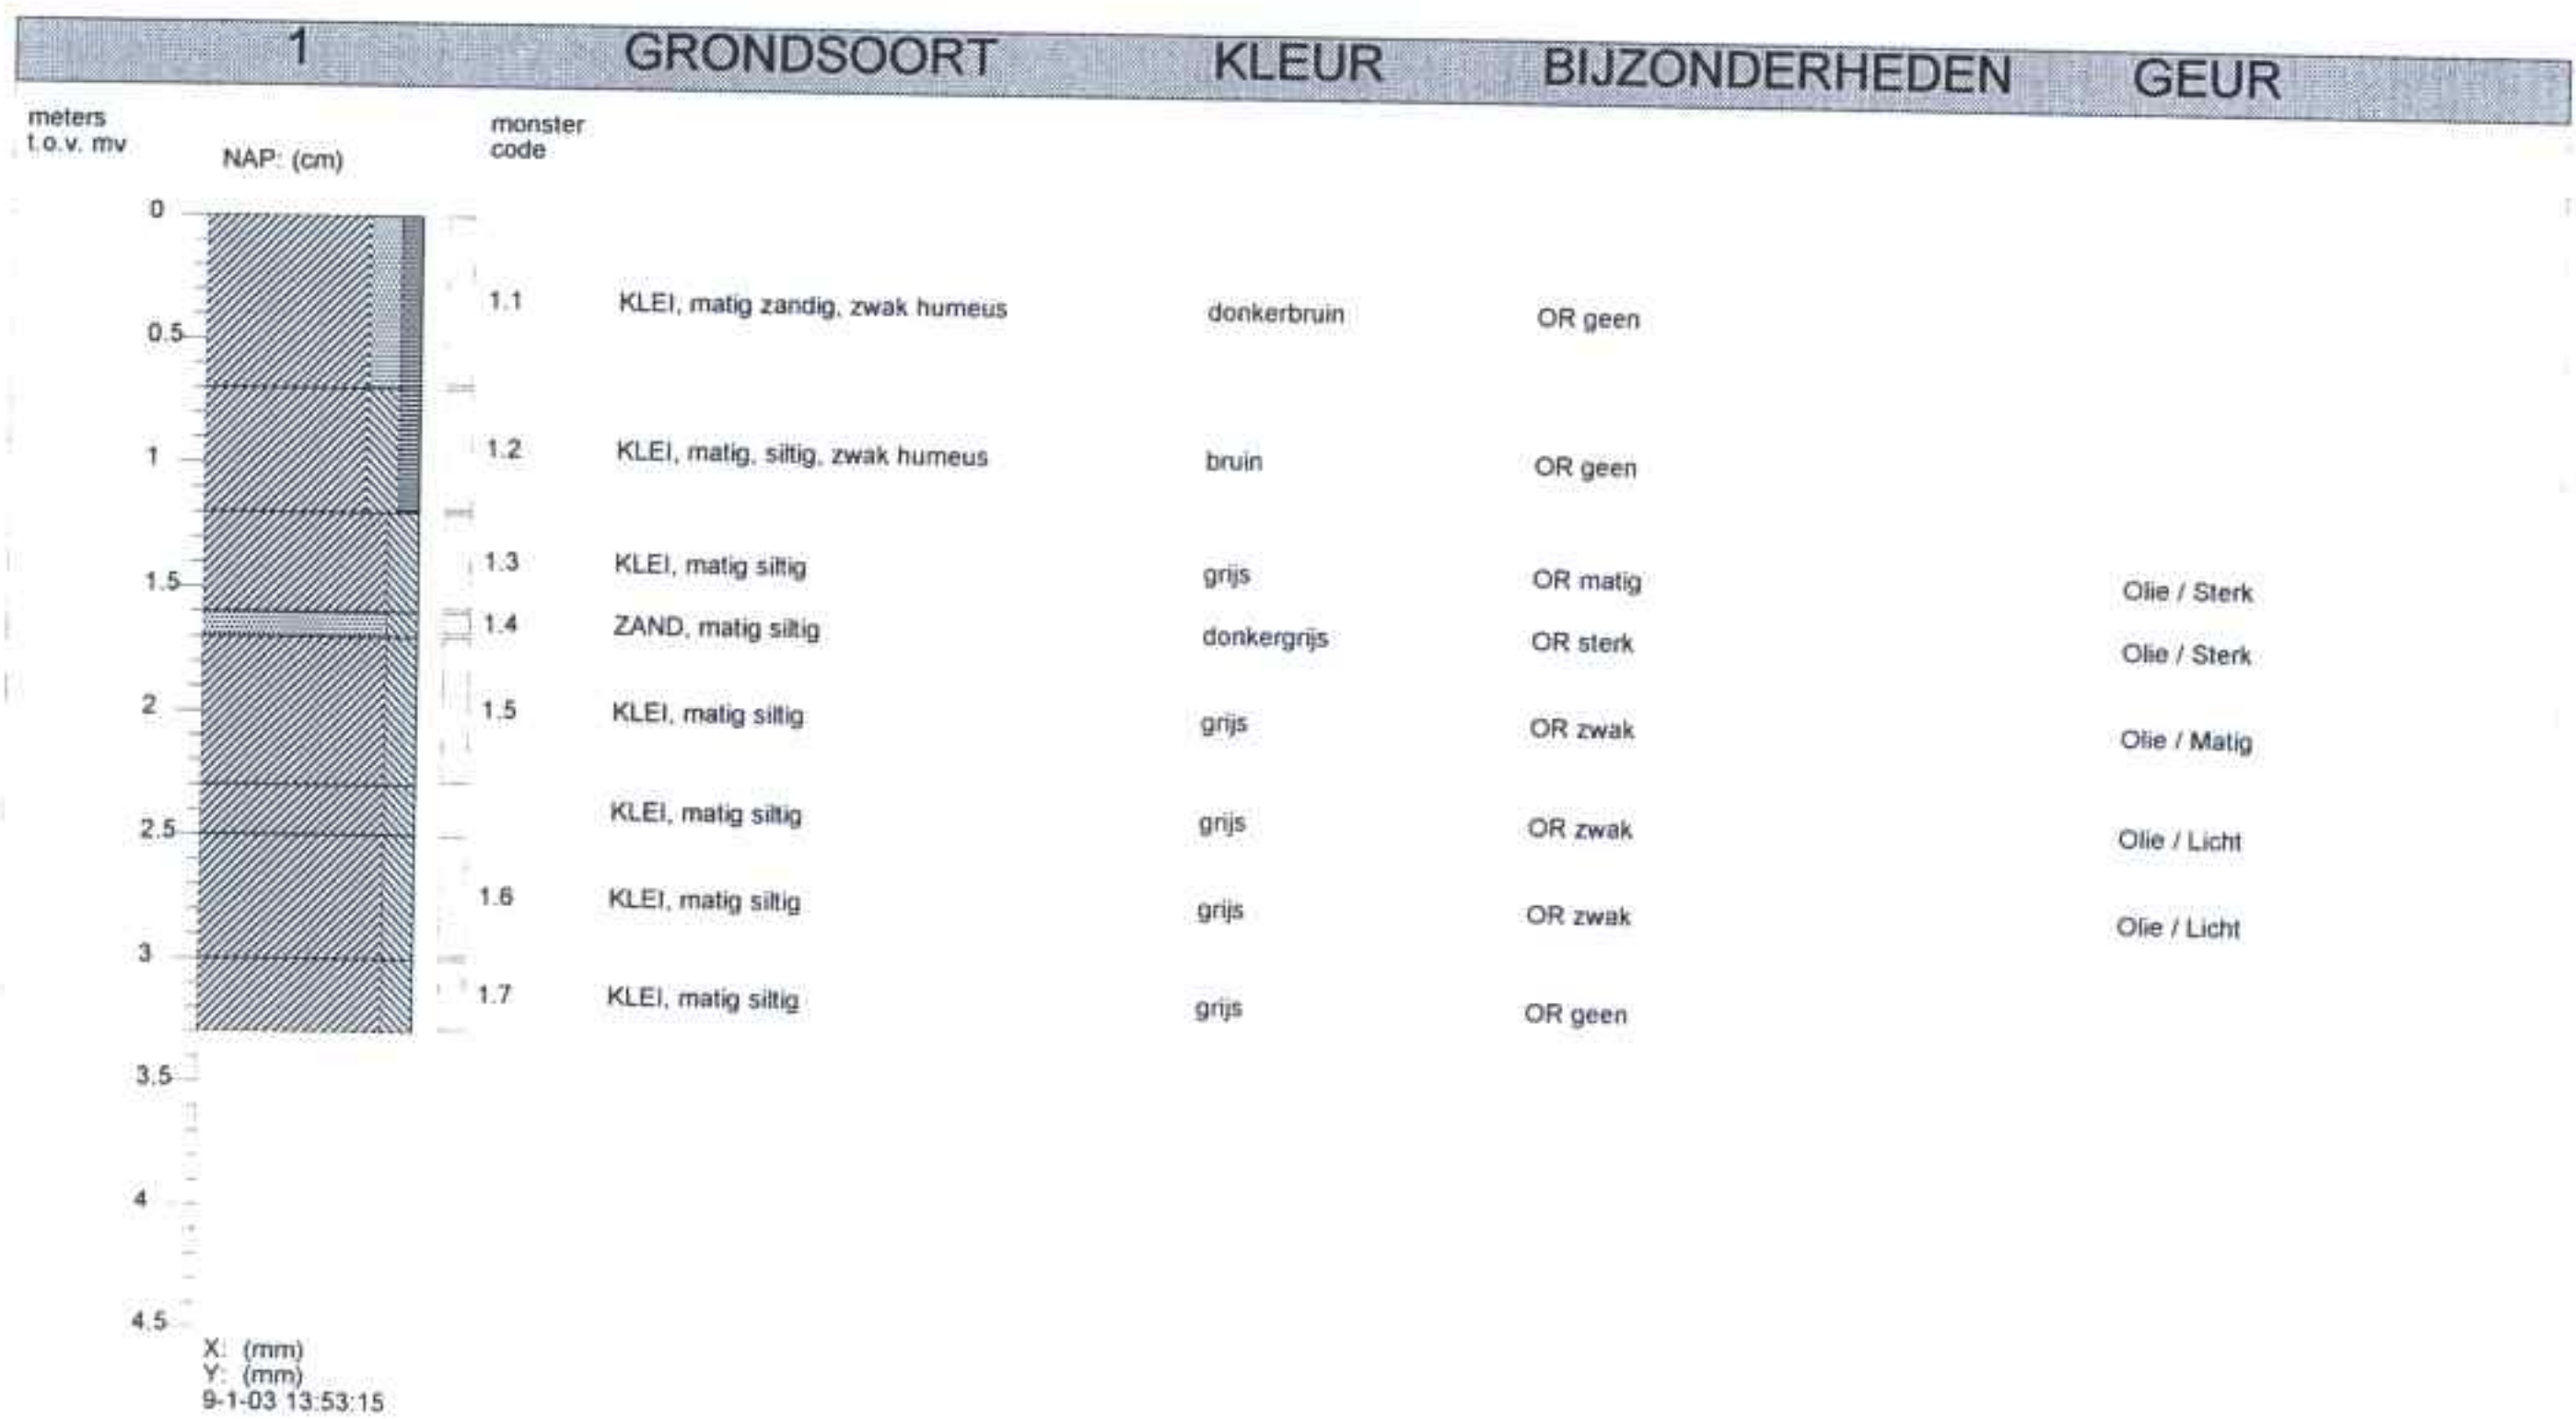 1 GRONDSOORT KLEUR BIJZONDERHEDEN GEUR
meters
t.o.v. mv
NAP: (cm)
monster
code
0
1.1 KLEI, matig zandig, zwak humeus donkerbruin OR geen
0.5
1 1.2 KLEI, matig, siltig, zwak humeus bruin OR geen
1.3 KLEI, matig siltig grijs OR matig Olie / Sterk
1.5
1.4 ZAND, matig siltig donkergrijs OR sterk Olie / Sterk
2 1.5 KLEI, matig siltig grijs OR zwak Olie / Matig
KLEI, matig siltig grijs OR zwak Olie / Licht
2.5
1.6 KLEI, matig siltig grijs OR zwak Olie / Licht
3
1.7 KLEI, matig siltig grijs OR geen
3.5
4
4.5
X: (mm)
Y: (mm)
9-1-03 13:53:15